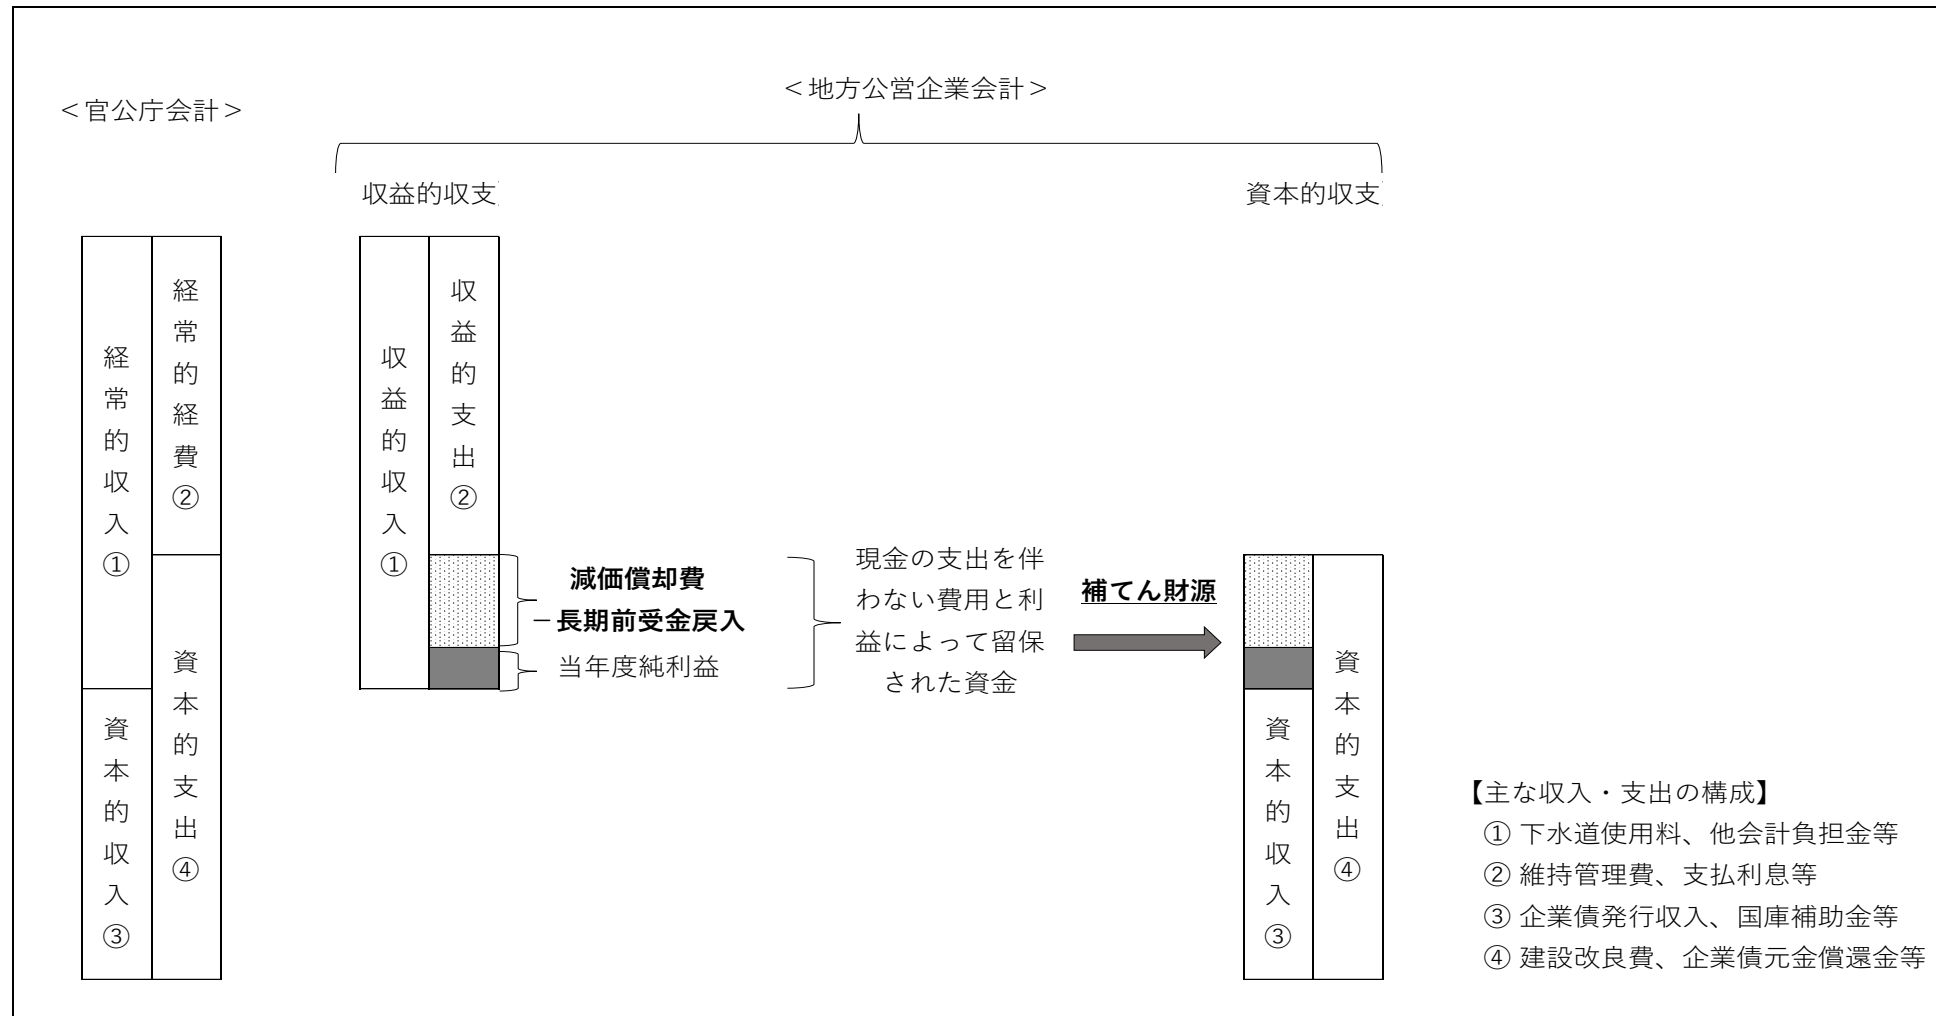 ＜官公庁会計＞
＜地方公営企業会計＞
収益的収支
資本的収支
経常的収入①
経常的経費②
資本的収入③
資本的支出④
収益的収入①
収益的支出②
減価償却費
－長期前受金戻入
当年度純利益
現金の支出を伴
わない費用と利
益によって留保
された資金
補てん財源
資本的収入③
資本的支出④
【主な収入・支出の構成】
① 下水道使用料、他会計負担金等
② 維持管理費、支払利息等
③ 企業債発行収入、国庫補助金等
④ 建設改良費、企業債元金償還金等